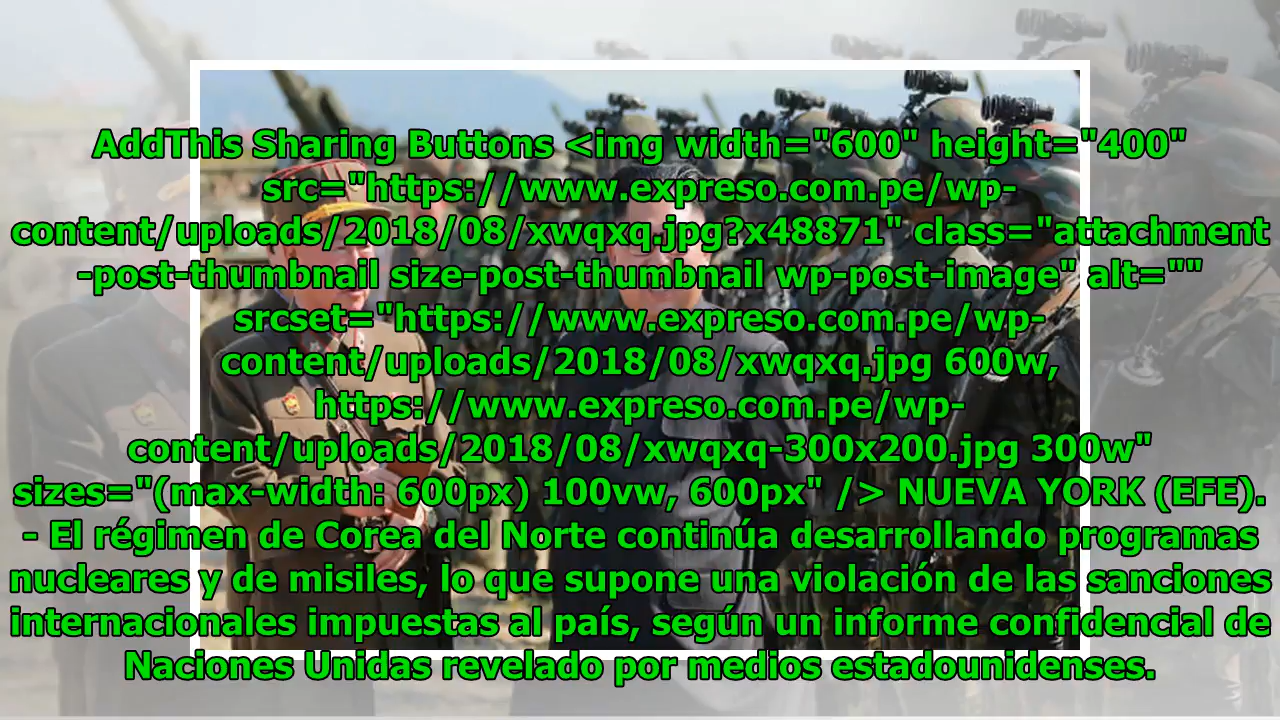 AddThis Sharing Buttons <img width="600" height="400"
src="https://www.expreso.com.pe/wp-
content/uploads/2018/08/xwqxq.jpg?x48871" class="attachment
-post-thumbnail size-post-thumbnail wp-post-image" alt=""
srcset="https://www.expreso.com.pe/wp-
content/uploads/2018/08/xwqxq.jpg 600w,
https://www.expreso.com.pe/wp-
content/uploads/2018/08/xwqxq-300x200.jpg 300w"
sizes="(max-width: 600px) 100vw, 600px" /> NUEVA YORK (EFE).
- El régimen de Corea del Norte continúa desarrollando programas
nucleares y de misiles, lo que supone una violación de las sanciones
internacionales impuestas al país, según un informe confidencial de
Naciones Unidas revelado por medios estadounidenses.